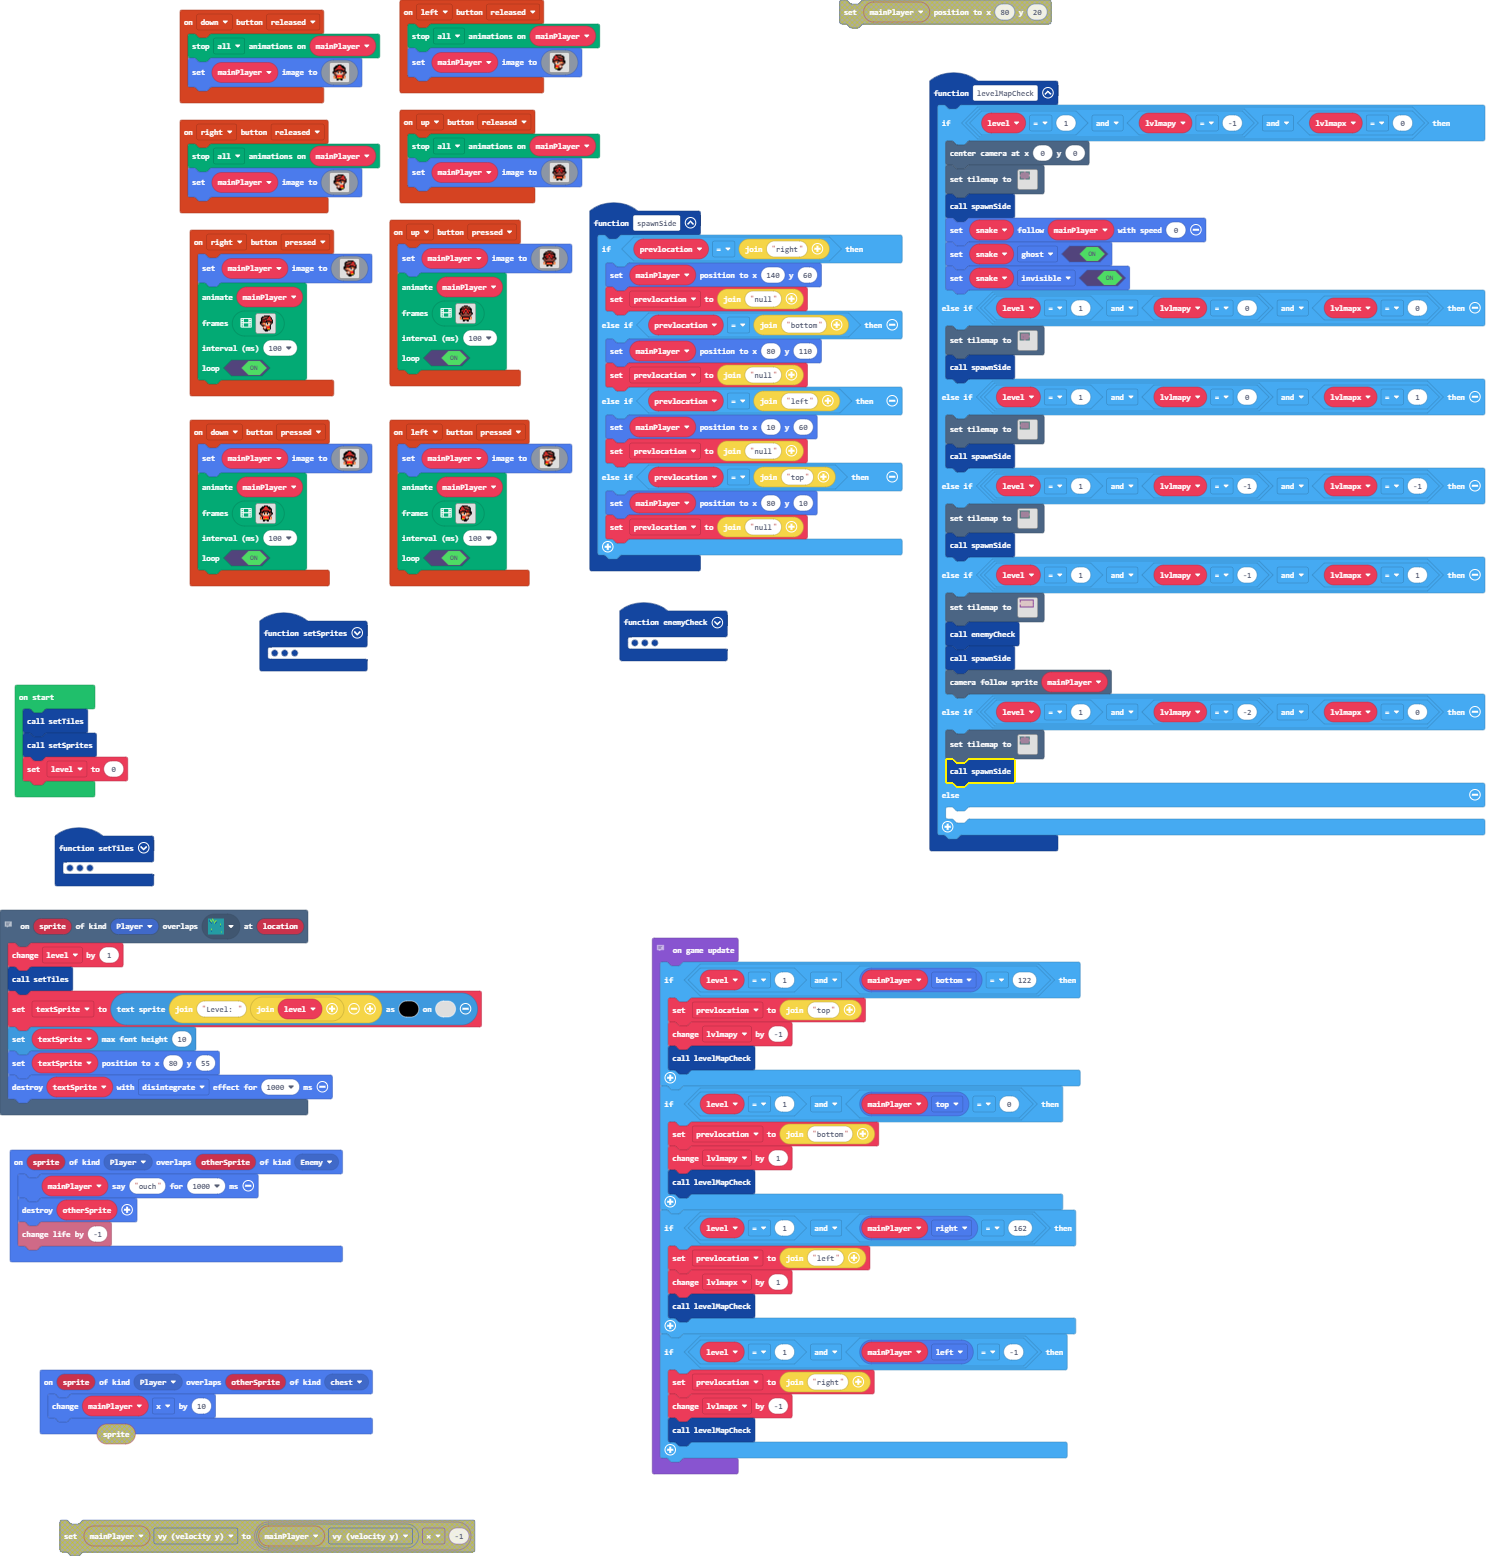 on down button released
stop all animations on mainPlayer
set mainPlayer image to
on left button released
stop all animations on mainPlayer
set mainPlayer image to
set mainPlayer position to x 80 y 20
on right button released
stop all animations on mainPlayer
set mainPlayer image to
on up button released
stop all animations on mainPlayer
set mainPlayer image to
on right button pressed
set mainPlayer image to
animate mainPlayer
frames
interval (ms) 100
loop ON
on up button pressed
set mainPlayer image to
animate mainPlayer
frames
interval (ms) 100
loop ON
on down button pressed
set mainPlayer image to
animate mainPlayer
frames
interval (ms) 100
loop ON
on left button pressed
set mainPlayer image to
animate mainPlayer
frames
interval (ms) 100
loop ON
function spawnSide
if prevlocation = join "right" then
set mainPlayer position to x 140 y 60
set prevlocation to join "null"
else if prevlocation = join "bottom" then
set mainPlayer position to x 80 y 110
set prevlocation to join "null"
else if prevlocation = join "left" then
set mainPlayer position to x 10 y 60
set prevlocation to join "null"
else if prevlocation = join "top" then
set mainPlayer position to x 80 y 10
set prevlocation to join "null"
function levelMapCheck
if level = 1 and lvlmapy = -1 and lvlmapx = 0 then
center camera at x 0 y 0
set tilemap to
call spawnSide
set snake follow mainPlayer with speed 0
set snake ghost ON
set snake invisible ON
else if level = 1 and lvlmapy = 0 and lvlmapx = 0 then
set tilemap to
call spawnSide
else if level = 1 and lvlmapy = 0 and lvlmapx = 1 then
set tilemap to
call spawnSide
else if level = 1 and lvlmapy = -1 and lvlmapx = -1 then
set tilemap to
call spawnSide
else if level = 1 and lvlmapy = -1 and lvlmapx = 1 then
set tilemap to
call enemyCheck
call spawnSide
camera follow sprite mainPlayer
else if level = 1 and lvlmapy = -2 and lvlmapx = 0 then
set tilemap to
call spawnSide
else
function setSprites
function enemyCheck
on start
call setTiles
call setSprites
set level to 0
function setTiles
on sprite of kind Player overlaps at location
change level by 1
call setTiles
set textSprite to text sprite join "Level: " join level as on
set textSprite max font height 10
set textSprite position to x 80 y 55
destroy textSprite with disintegrate effect for 1000 ms
on sprite of kind Player overlaps otherSprite of kind Enemy
mainPlayer say "ouch" for 1000 ms
destroy otherSprite
change life by -1
on sprite of kind Player overlaps otherSprite of kind chest
change mainPlayer x by 10
sprite
set mainPlayer vy (velocity y) to mainPlayer vy (velocity y) × -1
on game update
if level = 1 and mainPlayer bottom = 122 then
set prevlocation to join "top"
change lvlmapy by -1
call levelMapCheck
if level = 1 and mainPlayer top = 0 then
set prevlocation to join "bottom"
change lvlmapy by 1
call levelMapCheck
if level = 1 and mainPlayer right = 162 then
set prevlocation to join "left"
change lvlmapx by 1
call levelMapCheck
if level = 1 and mainPlayer left = -1 then
set prevlocation to join "right"
change lvlmapx by -1
call levelMapCheck